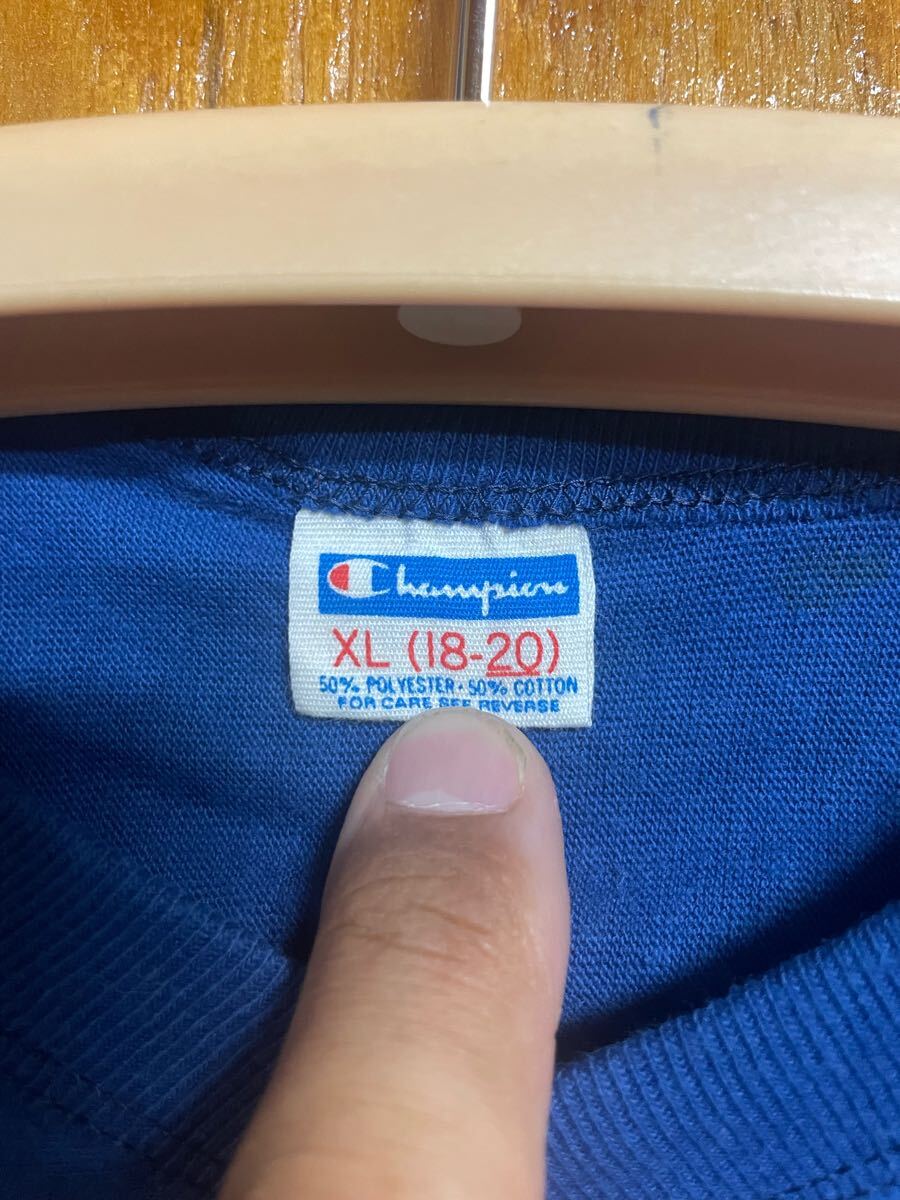 Champion
XL (18-20)
50% POLYESTER · 50% COTTON
FOR CARE SEE REVERSE